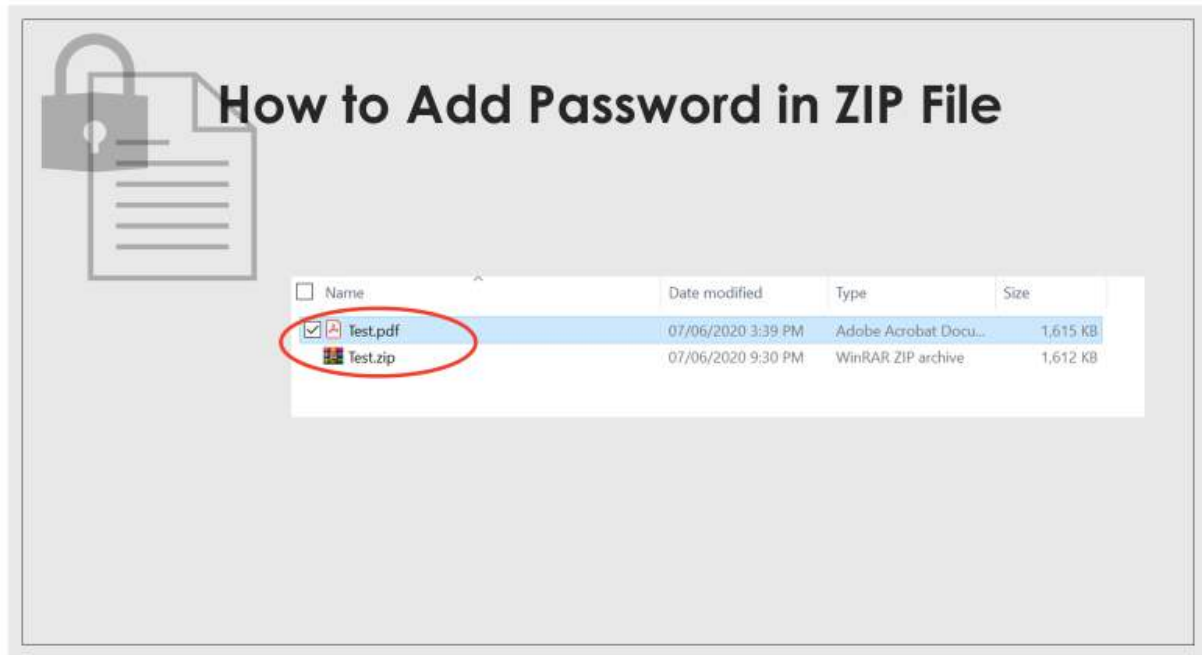 How to Add Password in ZIP File
Name Date modified Type Size
Test.pdf 07/06/2020 3:39 PM Adobe Acrobat Docu... 1,615 KB
Test.zip 07/06/2020 9:30 PM WinRAR ZIP archive 1,612 KB